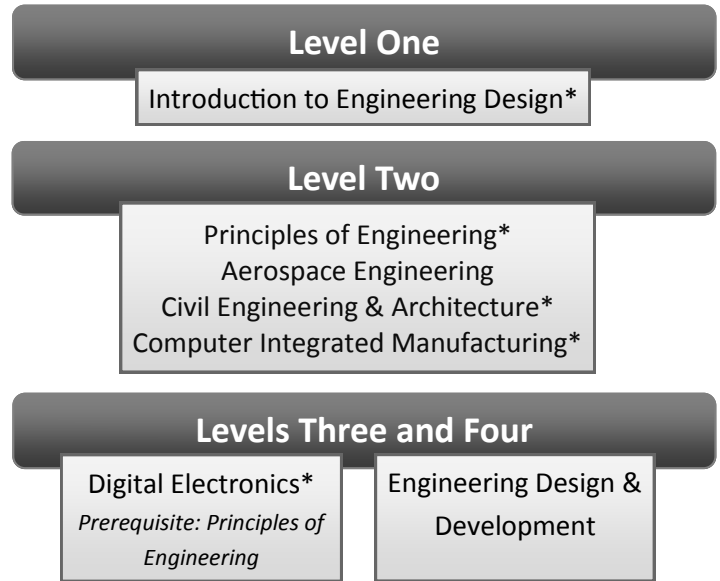 Level One
Introduction to Engineering Design*
Level Two
Principles of Engineering*
Aerospace Engineering
Civil Engineering & Architecture*
Computer Integrated Manufacturing*
Levels Three and Four
Digital Electronics*
Prerequisite: Principles of
Engineering
Engineering Design &
Development